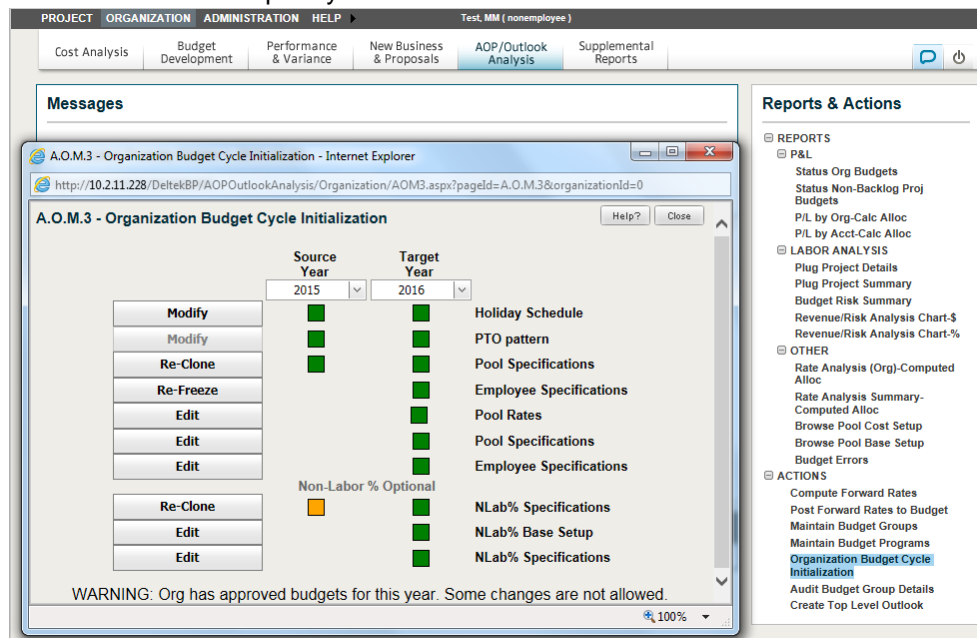 PROJECT ORGANIZATION ADMINISTRATION HELP Test, MM ( nonemployee )
Cost Analysis
Budget Development
Performance & Variance
New Business & Proposals
AOP/Outlook Analysis
Supplemental Reports
Messages
A.O.M.3 - Organization Budget Cycle Initialization - Internet Explorer
http://10.2.11.228/DeltekBP/AOPOutlookAnalysis/Organization/AOM3.aspx?pageId=A.O.M.3&organizationId=0
A.O.M.3 - Organization Budget Cycle Initialization
Help? Close
Source Year
Target Year
2015 2016
Modify Holiday Schedule
Modify PTO pattern
Re-Clone Pool Specifications
Re-Freeze Employee Specifications
Edit Pool Rates
Edit Pool Specifications
Edit Employee Specifications
Non-Labor % Optional
Re-Clone NLab% Specifications
Edit NLab% Base Setup
Edit NLab% Specifications
WARNING: Org has approved budgets for this year. Some changes are not allowed.
100%
Reports & Actions
REPORTS
P&L
Status Org Budgets
Status Non-Backlog Proj
Budgets
P/L by Org-Calc Alloc
P/L by Acct-Calc Alloc
LABOR ANALYSIS
Plug Project Details
Plug Project Summary
Budget Risk Summary
Revenue/Risk Analysis Chart-$
Revenue/Risk Analysis Chart-%
OTHER
Rate Analysis (Org)-Computed
Alloc
Rate Analysis Summary-
Computed Alloc
Browse Pool Cost Setup
Browse Pool Base Setup
Budget Errors
ACTIONS
Compute Forward Rates
Post Forward Rates to Budget
Maintain Budget Groups
Maintain Budget Programs
Organization Budget Cycle
Initialization
Audit Budget Group Details
Create Top Level Outlook